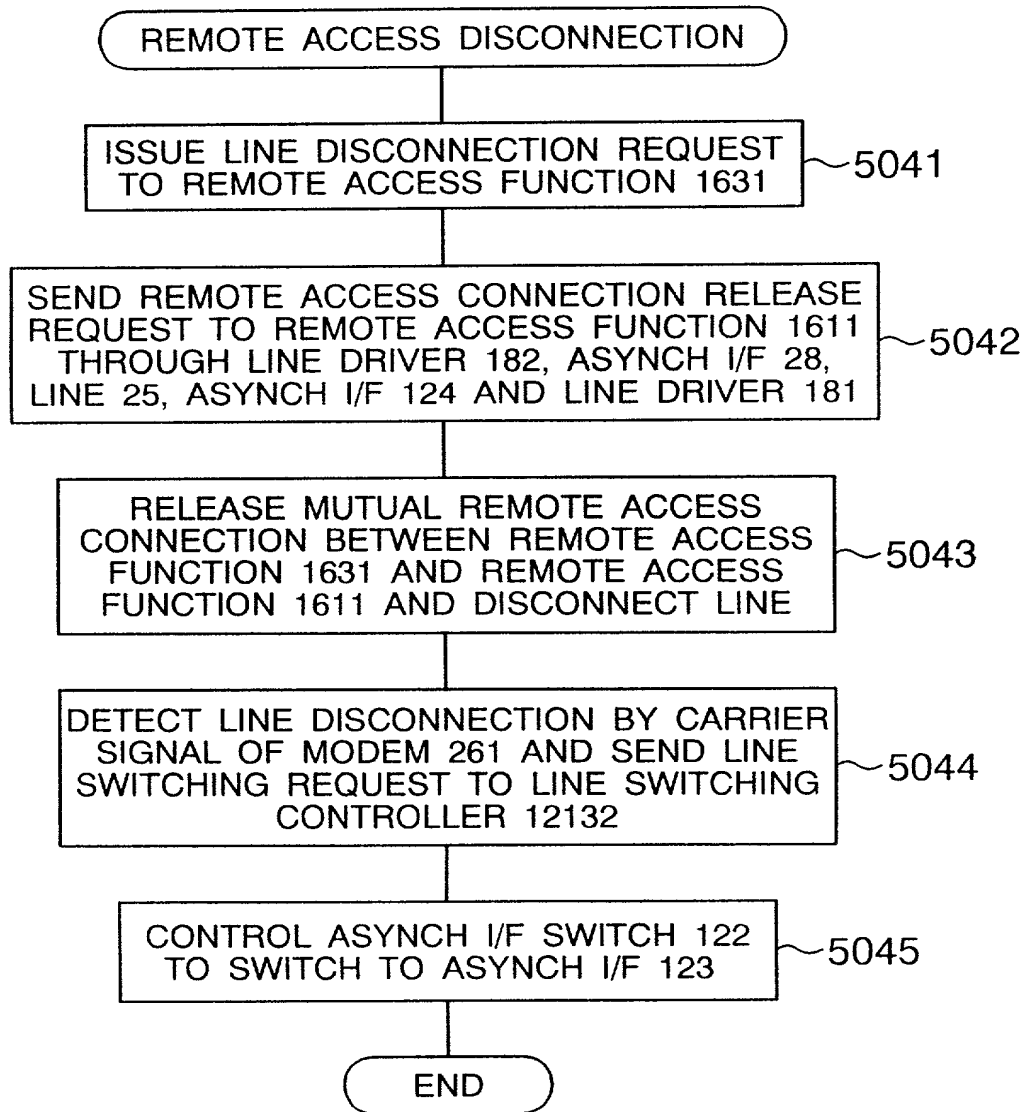 REMOTE ACCESS DISCONNECTION
ISSUE LINE DISCONNECTION REQUEST
TO REMOTE ACCESS FUNCTION 1631
5041
SEND REMOTE ACCESS CONNECTION RELEASE
REQUEST TO REMOTE ACCESS FUNCTION 1611
THROUGH LINE DRIVER 182, ASYNCH I/F 28,
LINE 25, ASYNCH I/F 124 AND LINE DRIVER 181
5042
RELEASE MUTUAL REMOTE ACCESS
CONNECTION BETWEEN REMOTE ACCESS
FUNCTION 1631 AND REMOTE ACCESS
FUNCTION 1611 AND DISCONNECT LINE
5043
DETECT LINE DISCONNECTION BY CARRIER
SIGNAL OF MODEM 261 AND SEND LINE
SWITCHING REQUEST TO LINE SWITCHING
CONTROLLER 12132
5044
CONTROL ASYNCH I/F SWITCH 122
TO SWITCH TO ASYNCH I/F 123
5045
END